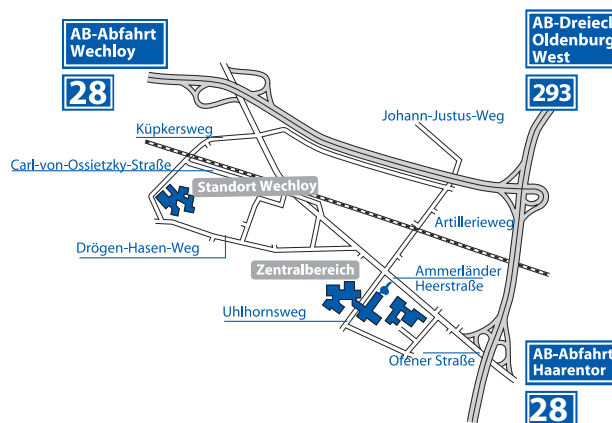 AB-Abfahrt
Wechloy
28
AB-Dreieck
Oldenburg
West
293
Johann-Justus-Weg
Küpkersweg
Carl-von-Ossietzky-Straße
Standort Wechloy
Artillerieweg
Drögen-Hasen-Weg
Zentralbereich
Ammerländer
Heerstraße
Uhlhornsweg
Ofener Straße
AB-Abfahrt
Haarentor
28